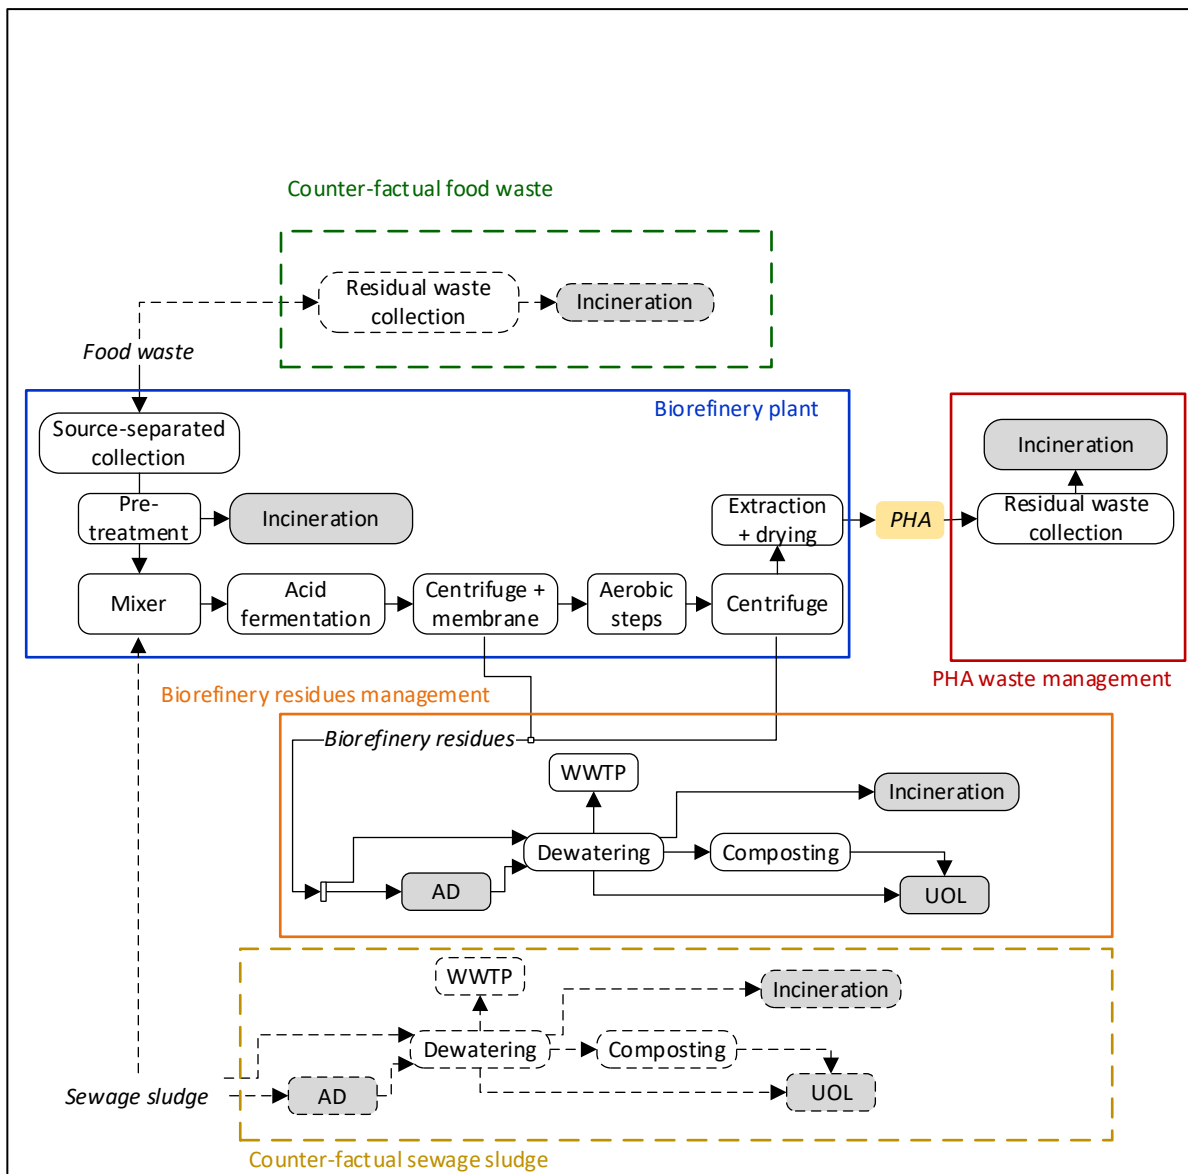 Counter-factual food waste
Residual waste
collection
Incineration
Food waste
Biorefinery plant
Source-separated
collection
Pre-
treatment
Incineration
Extraction
+ drying
PHA
Incineration
Residual waste
collection
Mixer
Acid
fermentation
Centrifuge +
membrane
Aerobic
steps
Centrifuge
PHA waste management
Biorefinery residues management
Biorefinery residues
WWTP
Incineration
Dewatering
Composting
AD
UOL
WWTP
Incineration
Dewatering
Composting
Sewage sludge
AD
UOL
Counter-factual sewage sludge